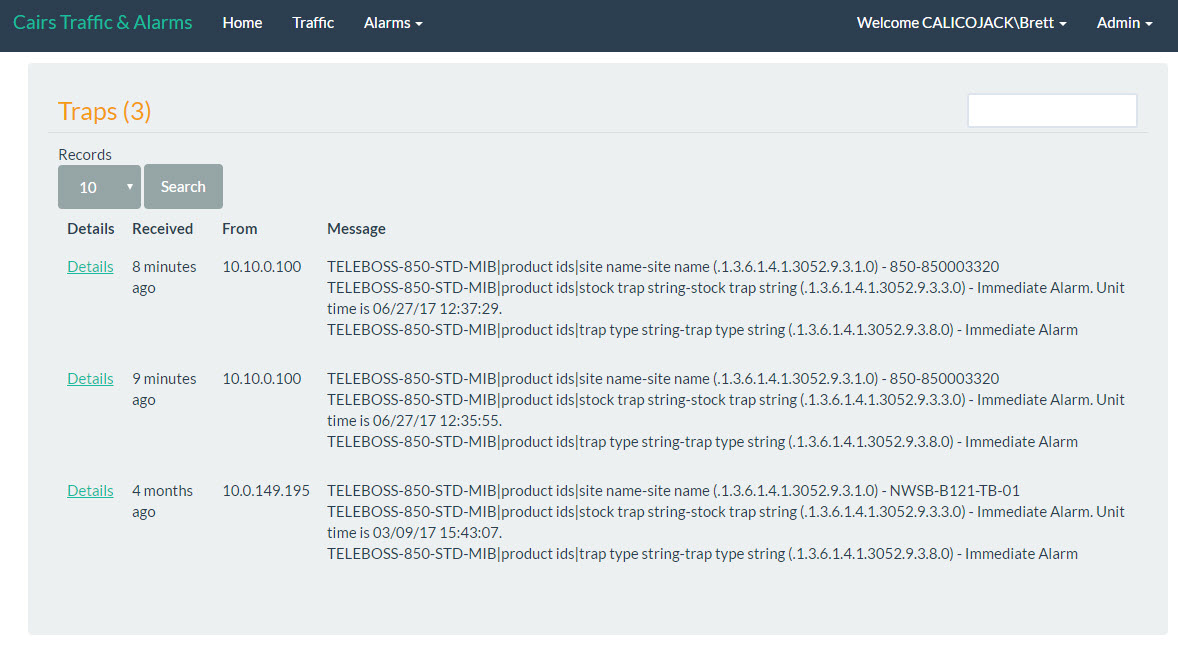 Cairs Traffic & Alarms Home Traffic Alarms Welcome CALICOJACK\Brett Admin
Traps (3)
Records
10 Search
Details Received From Message
Details 8 minutes 10.10.0.100 TELEBOSS-850-STD-MIB|product ids|site name-site name (.1.3.6.1.4.1.3052.9.3.1.0) - 850-850003320
ago TELEBOSS-850-STD-MIB|product ids|stock trap string-stock trap string (.1.3.6.1.4.1.3052.9.3.3.0) - Immediate Alarm. Unit
time is 06/27/17 12:37:29.
TELEBOSS-850-STD-MIB|product ids|trap type string-trap type string (.1.3.6.1.4.1.3052.9.3.8.0) - Immediate Alarm
Details 9 minutes 10.10.0.100 TELEBOSS-850-STD-MIB|product ids|site name-site name (.1.3.6.1.4.1.3052.9.3.1.0) - 850-850003320
ago TELEBOSS-850-STD-MIB|product ids|stock trap string-stock trap string (.1.3.6.1.4.1.3052.9.3.3.0) - Immediate Alarm. Unit
time is 06/27/17 12:35:55.
TELEBOSS-850-STD-MIB|product ids|trap type string-trap type string (.1.3.6.1.4.1.3052.9.3.8.0) - Immediate Alarm
Details 4 months 10.0.149.195 TELEBOSS-850-STD-MIB|product ids|site name-site name (.1.3.6.1.4.1.3052.9.3.1.0) - NWSB-B121-TB-01
ago TELEBOSS-850-STD-MIB|product ids|stock trap string-stock trap string (.1.3.6.1.4.1.3052.9.3.3.0) - Immediate Alarm. Unit
time is 03/09/17 15:43:07.
TELEBOSS-850-STD-MIB|product ids|trap type string-trap type string (.1.3.6.1.4.1.3052.9.3.8.0) - Immediate Alarm